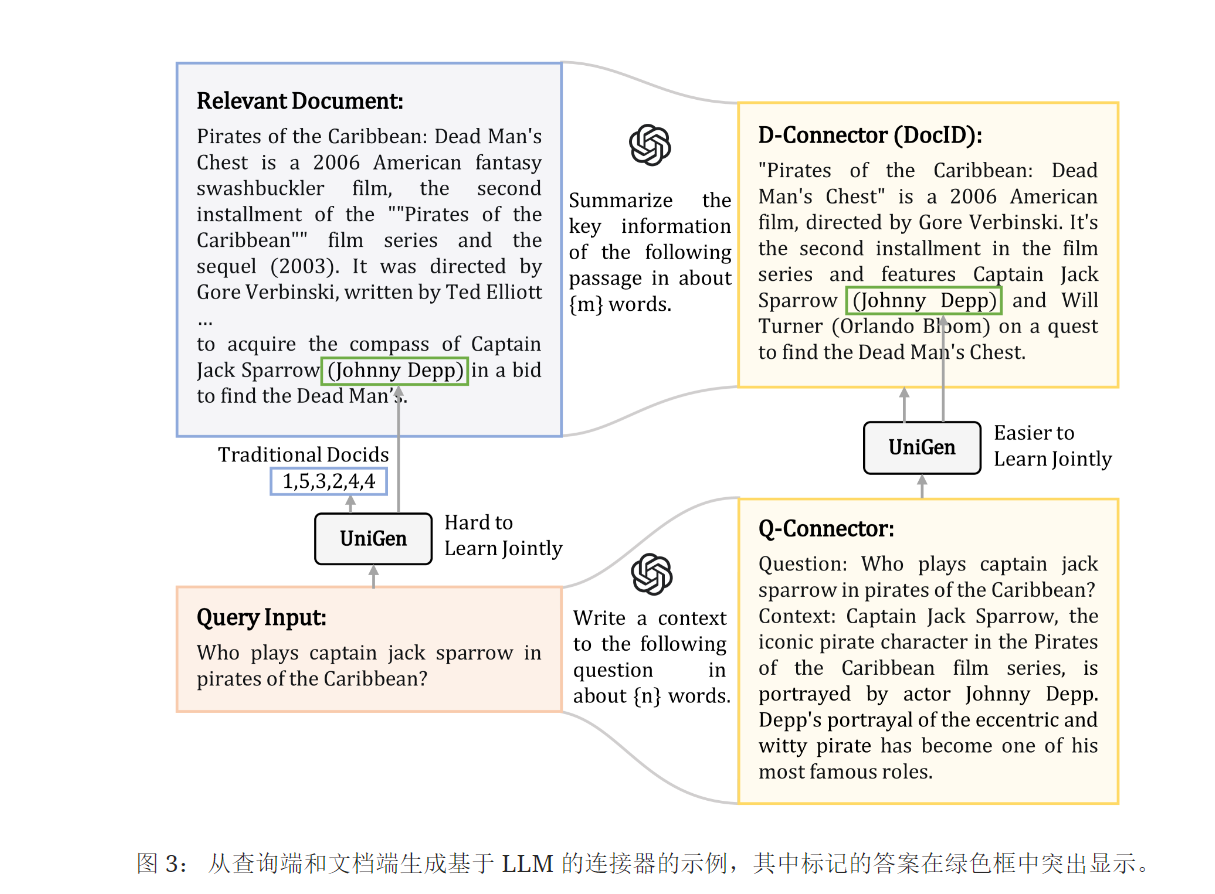 Relevant Document:
Pirates of the Caribbean: Dead Man's
Chest is a 2006 American fantasy
swashbuckler film, the second
installment of the ""Pirates of the
Caribbean"" film series and the
sequel (2003). It was directed by
Gore Verbinski, written by Ted Elliott
...
to acquire the compass of Captain
Jack Sparrow (Johnny Depp) in a bid
to find the Dead Man's.
Traditional Docids
1,5,3,2,4,4
UniGen
Hard to
Learn Jointly
Query Input:
Who plays captain jack sparrow in
pirates of the Caribbean?
Summarize the
key information
of the following
passage in about
{m} words.
Write a context
to the following
question in
about {n} words.
D-Connector (DocID):
"Pirates of the Caribbean: Dead
Man's Chest" is a 2006 American
film, directed by Gore Verbinski. It's
the second installment in the film
series and features Captain Jack
Sparrow (Johnny Depp) and Will
Turner (Orlando Bloom) on a quest
to find the Dead Man's Chest.
UniGen
Easier to
Learn Jointly
Q-Connector:
Question: Who plays captain jack
sparrow in pirates of the Caribbean?
Context: Captain Jack Sparrow, the
iconic pirate character in the Pirates
of the Caribbean film series, is
portrayed by actor Johnny Depp.
Depp's portrayal of the eccentric and
witty pirate has become one of his
most famous roles.
图 3： 从查询端和文档端生成基于 LLM 的连接器的示例，其中标记的答案在绿色框中突出显示。